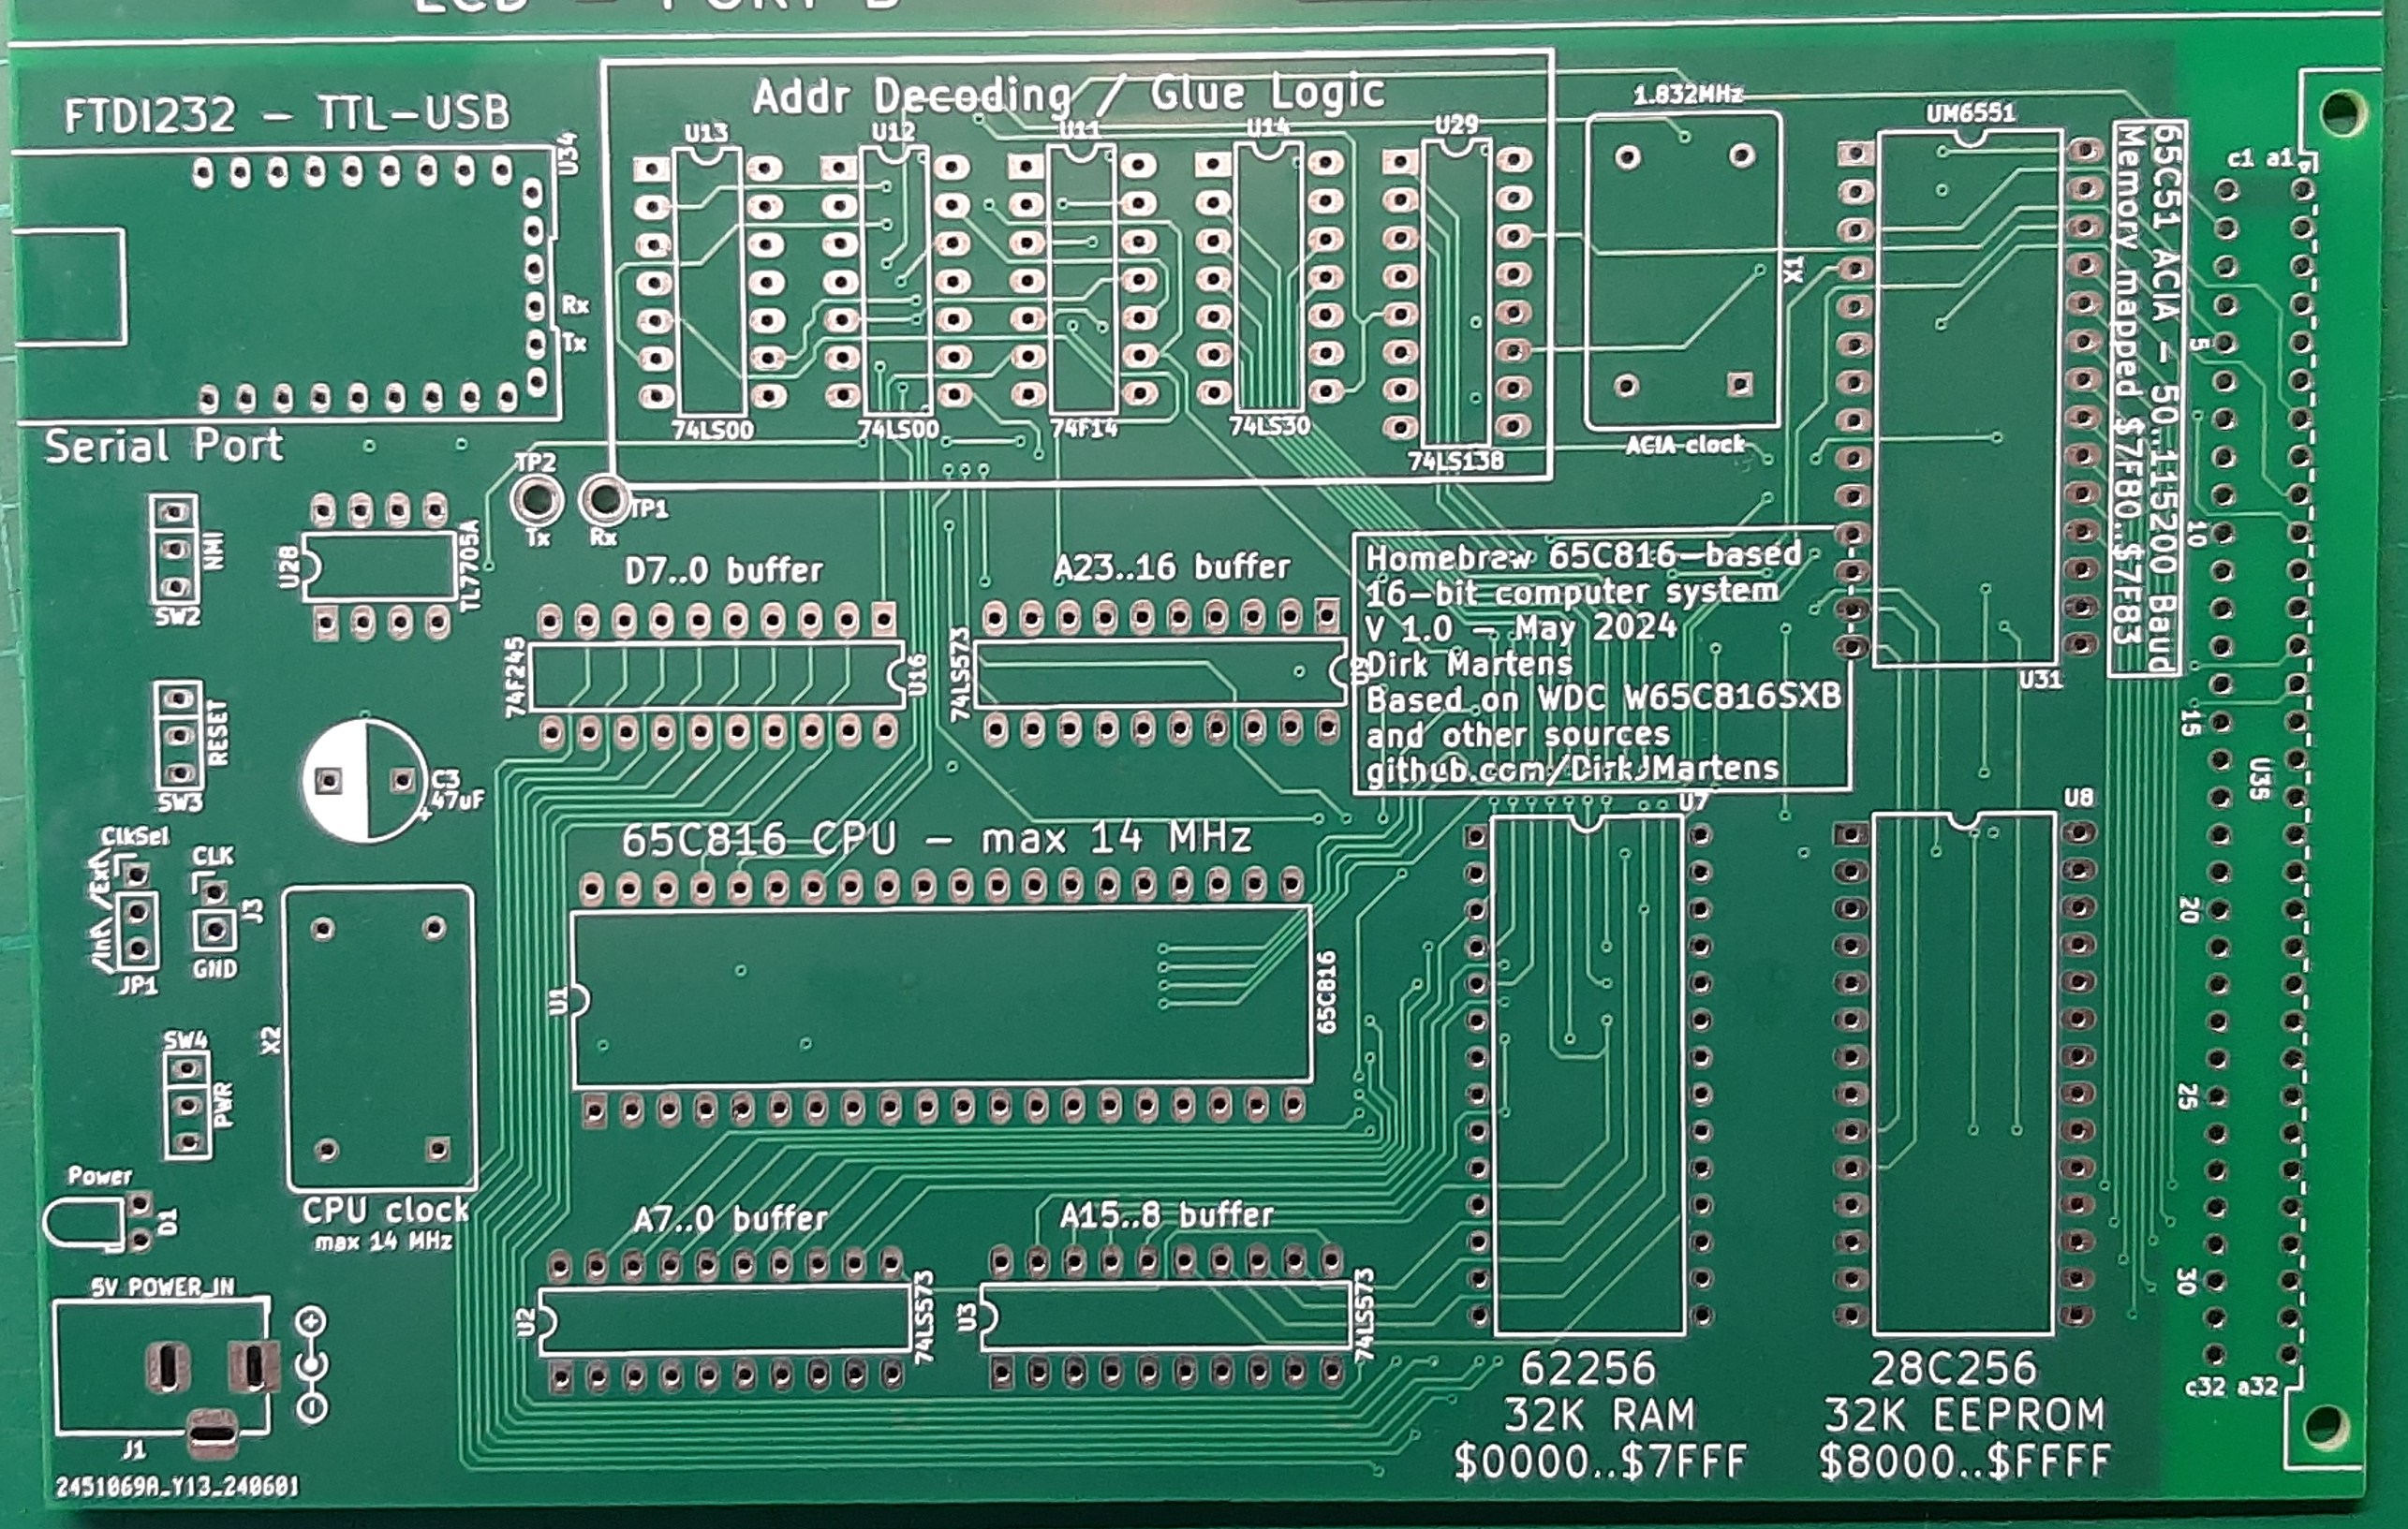 FTDI232 - TTL-USB
U34
Rx
Tx
Serial Port
Addr Decoding / Glue Logic
U13
U12
U11
U14
U29
74LS00
74LS00
74F14
74LS30
74LS138
1.832MHz
X1
ACIA clock
UM6551
U31
65C51 ACIA - 50..115200 Baud
Memory mapped $7F80..$7F83
c1 a1
5
10
15
20
25
30
U35
c32 a32
TP2
TP1
Tx
Rx
NMI
SW2
U28
TL7705A
RESET
SW3
C3
47uF
D7..0 buffer
74F245
U16
A23..16 buffer
74LS573
Homebrew 65C816-based
16-bit computer system
V 1.0 - May 2024
Dirk Martens
Based on WDC W65C816SXB
and other sources
github.com/DirkJMartens
ClkSel
/Int\ /Ext\
JP1
CLK
J3
GND
65C816 CPU - max 14 MHz
U1
65C816
U7
U8
X2
CPU clock
max 14 MHz
SW4
PWR
Power
D1
A7..0 buffer
U2
74LS573
A15..8 buffer
U3
74LS573
5V POWER_IN
+
-
J1
2451069A_Y13_240601
62256
32K RAM
$0000..$7FFF
28C256
32K EEPROM
$8000..$FFFF